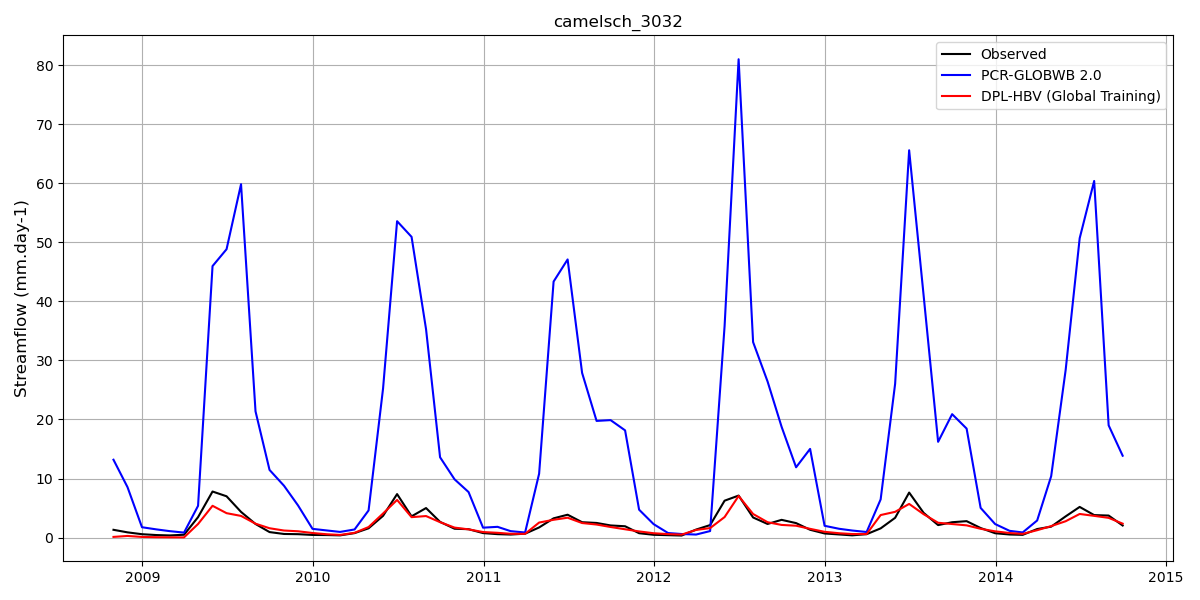 camelsch_3032
Observed
PCR-GLOBWB 2.0
DPL-HBV (Global Training)
Streamflow (mm.day-1)
80
70
60
50
40
30
20
10
0
2009 2010 2011 2012 2013 2014 2015